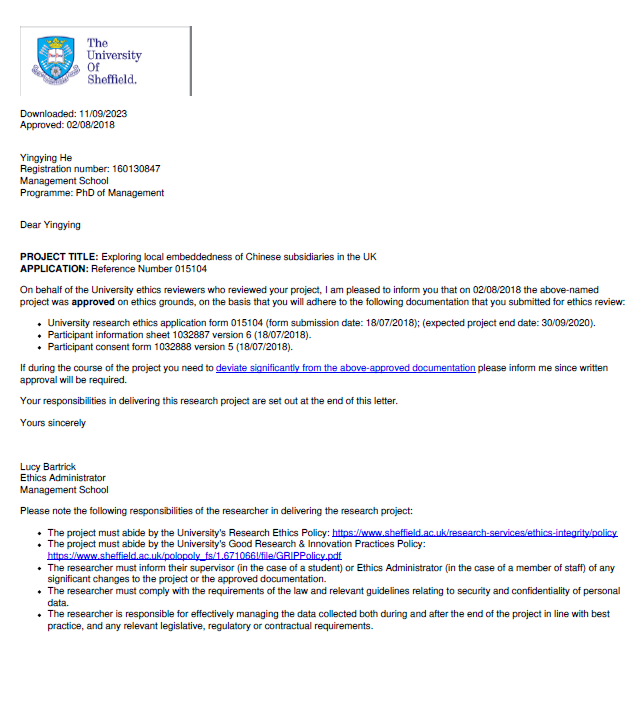 The
University
Of
Sheffield.
Downloaded: 11/09/2023
Approved: 02/08/2018
Yingying He
Registration number: 160130847
Management School
Programme: PhD of Management
Dear Yingying
PROJECT TITLE: Exploring local embeddedness of Chinese subsidiaries in the UK
APPLICATION: Reference Number 015104
On behalf of the University ethics reviewers who reviewed your project, I am pleased to inform you that on 02/08/2018 the above-named
project was approved on ethics grounds, on the basis that you will adhere to the following documentation that you submitted for ethics review:
• University research ethics application form 015104 (form submission date: 18/07/2018); (expected project end date: 30/09/2020).
• Participant information sheet 1032887 version 6 (18/07/2018).
• Participant consent form 1032888 version 5 (18/07/2018).
If during the course of the project you need to deviate significantly from the above-approved documentation please inform me since written
approval will be required.
Your responsibilities in delivering this research project are set out at the end of this letter.
Yours sincerely
Lucy Bartrick
Ethics Administrator
Management School
Please note the following responsibilities of the researcher in delivering the research project:
• The project must abide by the University's Research Ethics Policy: https://www.sheffield.ac.uk/research-services/ethics-integrity/policy
• The project must abide by the University's Good Research & Innovation Practices Policy:
https://www.sheffield.ac.uk/polopoly_fs/1.671066!/file/GRIPPolicy.pdf
• The researcher must inform their supervisor (in the case of a student) or Ethics Administrator (in the case of a member of staff) of any
significant changes to the project or the approved documentation.
• The researcher must comply with the requirements of the law and relevant guidelines relating to security and confidentiality of personal
data.
• The researcher is responsible for effectively managing the data collected both during and after the end of the project in line with best
practice, and any relevant legislative, regulatory or contractual requirements.